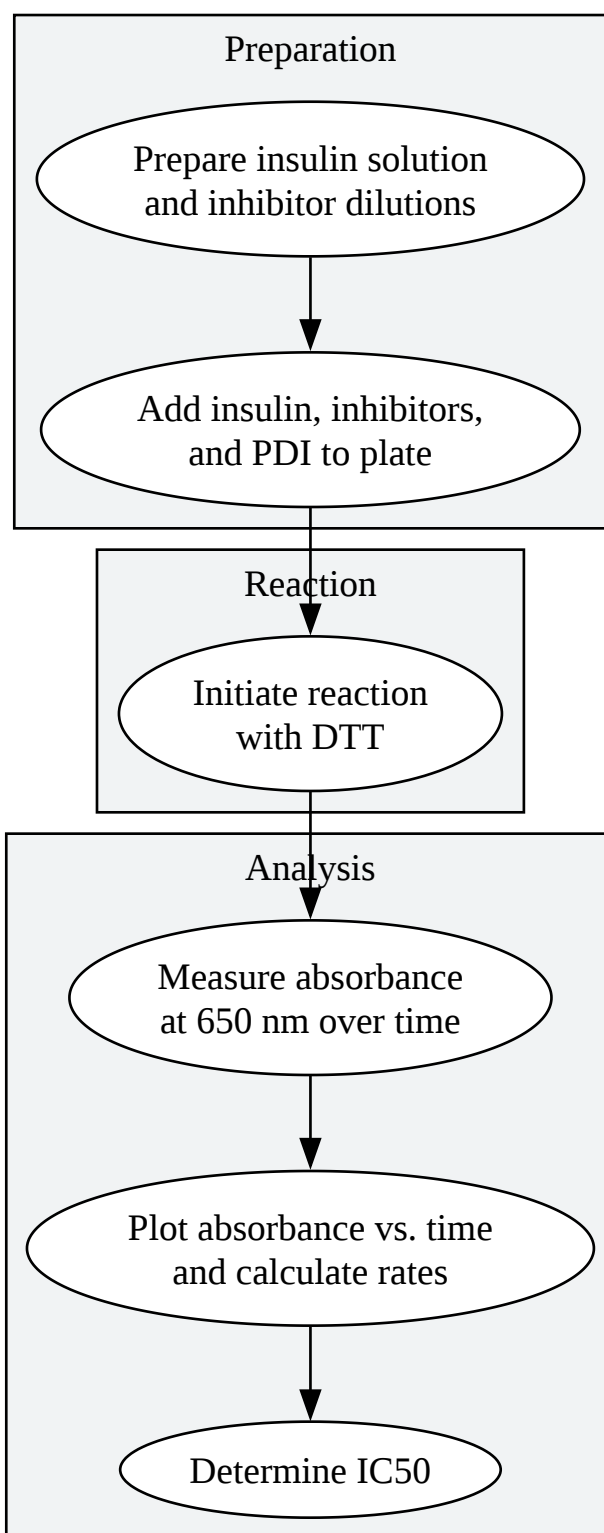 Preparation
Prepare insulin solution
and inhibitor dilutions
Add insulin, inhibitors,
and PDI to plate
Reaction
Initiate reaction
with DTT
Analysis
Measure absorbance
at 650 nm over time
Plot absorbance vs. time
and calculate rates
Determine IC50